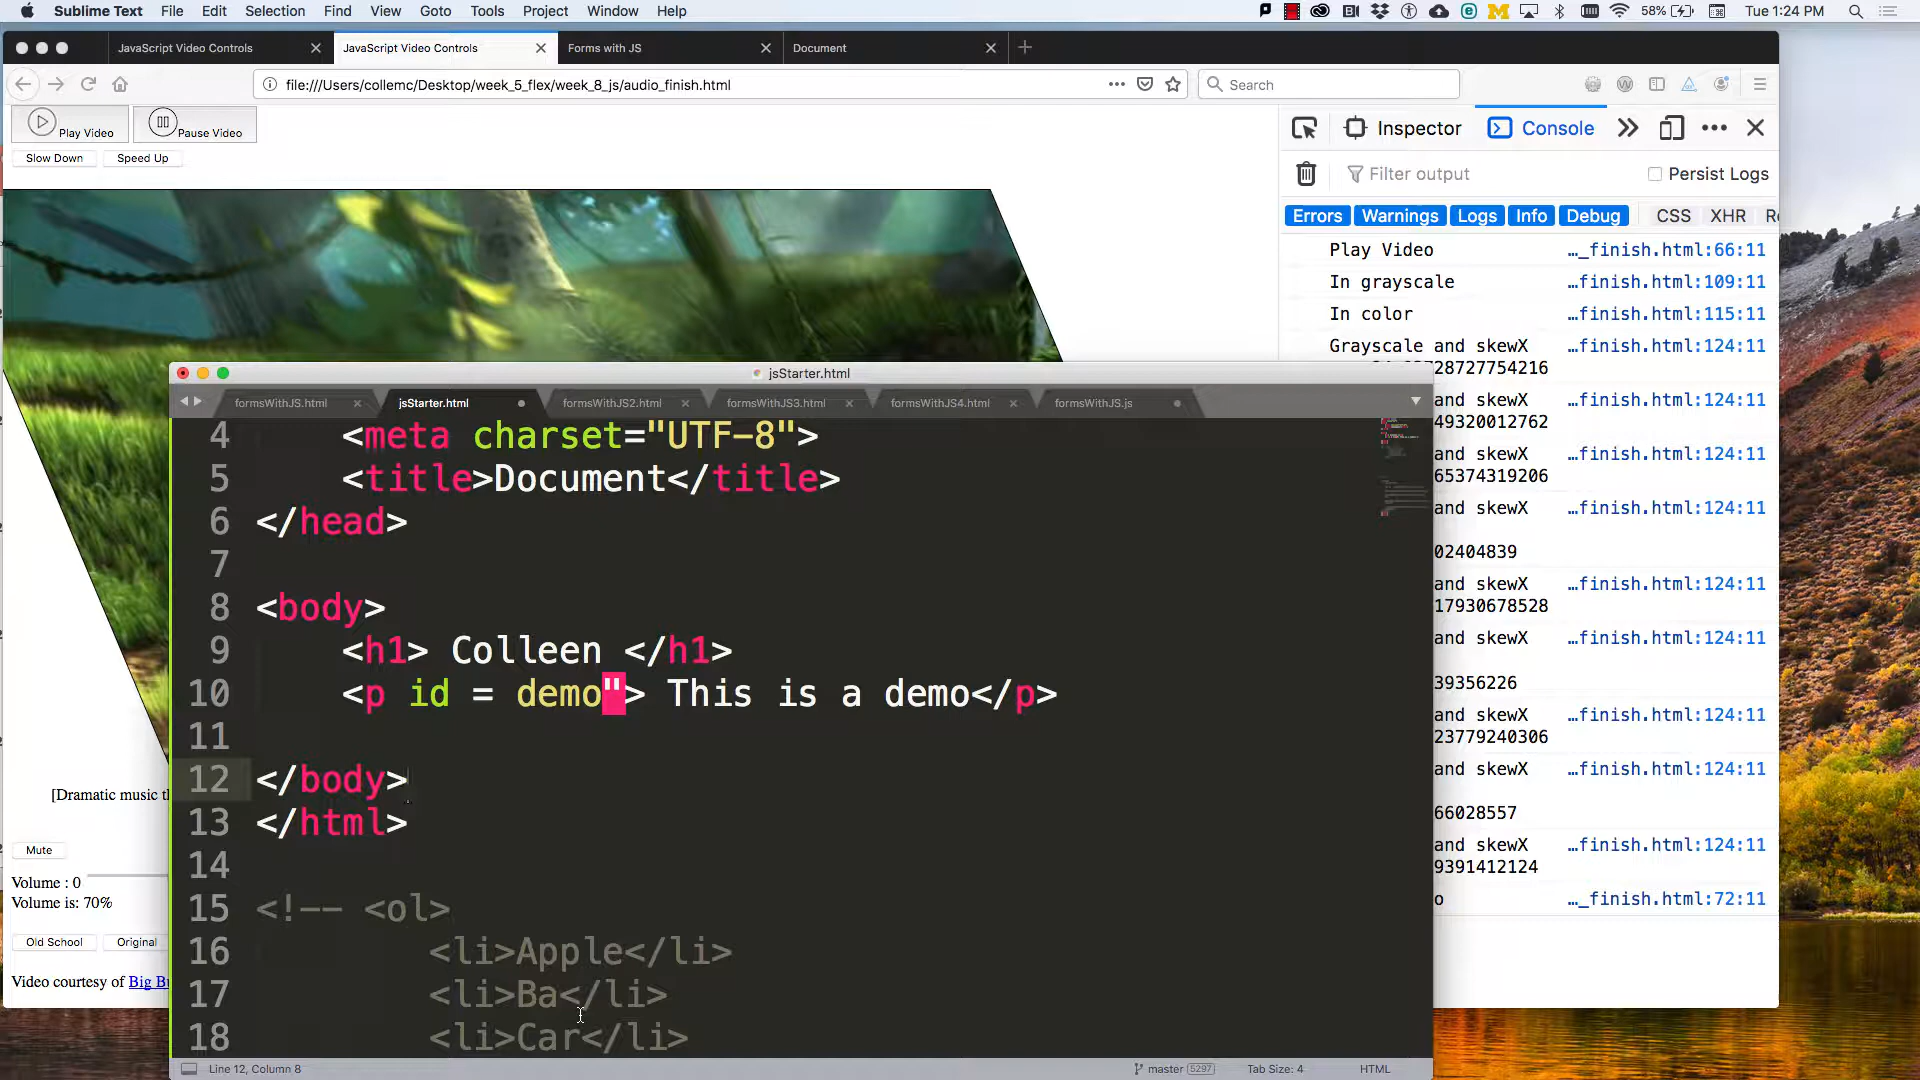 Sublime Text File Edit Selection Find View Goto Tools Project Window Help 58% Tue 1:24 PM
JavaScript Video Controls JavaScript Video Controls Forms with JS Document
file:///Users/collemc/Desktop/week_5_flex/week_8_js/audio_finish.html Search
Play Video Pause Video
Slow Down Speed Up
Inspector Console
Filter output Persist Logs
Errors Warnings Logs Info Debug CSS XHR
Play Video …_finish.html:66:11
In grayscale …finish.html:109:11
In color …finish.html:115:11
Grayscale and skewX …finish.html:124:11
28727754216
and skewX …finish.html:124:11
49320012762
and skewX …finish.html:124:11
65374319206
and skewX …finish.html:124:11
02404839
and skewX …finish.html:124:11
17930678528
and skewX …finish.html:124:11
39356226
and skewX …finish.html:124:11
23779240306
and skewX …finish.html:124:11
66028557
and skewX …finish.html:124:11
9391412124
o …_finish.html:72:11
jsStarter.html
formsWithJS.html jsStarter.html formsWithJS2.html formsWithJS3.html formsWithJS4.html formsWithJS.js
4 <meta charset="UTF-8">
5 <title>Document</title>
6 </head>
7
8 <body>
9 <h1> Colleen </h1>
10 <p id = demo"> This is a demo</p>
11
12 </body>
13 </html>
14
15 <!-- <ol>
16 <li>Apple</li>
17 <li>Ba</li>
18 <li>Car</li>
[Dramatic music
Mute
Volume : 0
Volume is: 70%
Old School Original
Video courtesy of Big
Line 12, Column 8 master 5297 Tab Size: 4 HTML